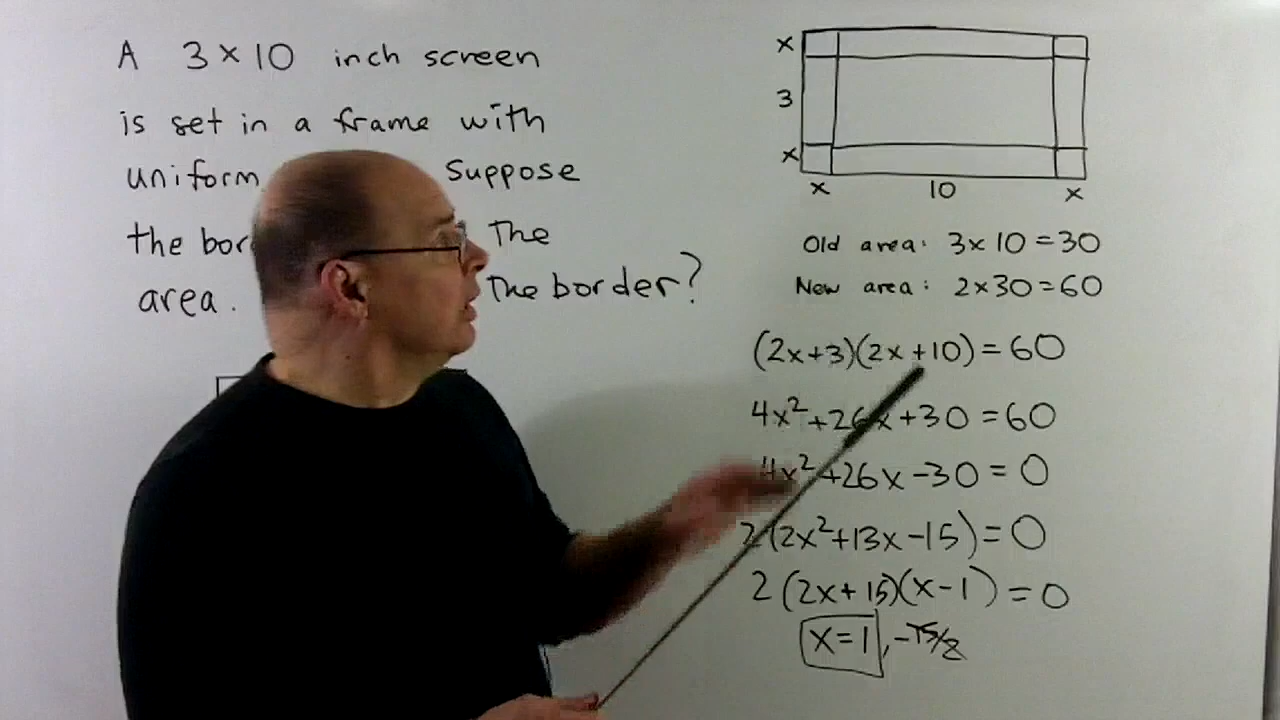 A 3 × 10 inch screen
is set in a frame with
uniform Suppose
the bor The
area. The border?
x
3
x
x 10 x
Old area: 3 x 10 = 30
New area: 2 x 30 = 60
(2x+3)(2x+10) = 60
4x²+26x+30 = 60
4x²+26x-30 = 0
2(2x²+13x-15) = 0
2(2x+15)(x-1) = 0
x=1, -15/2